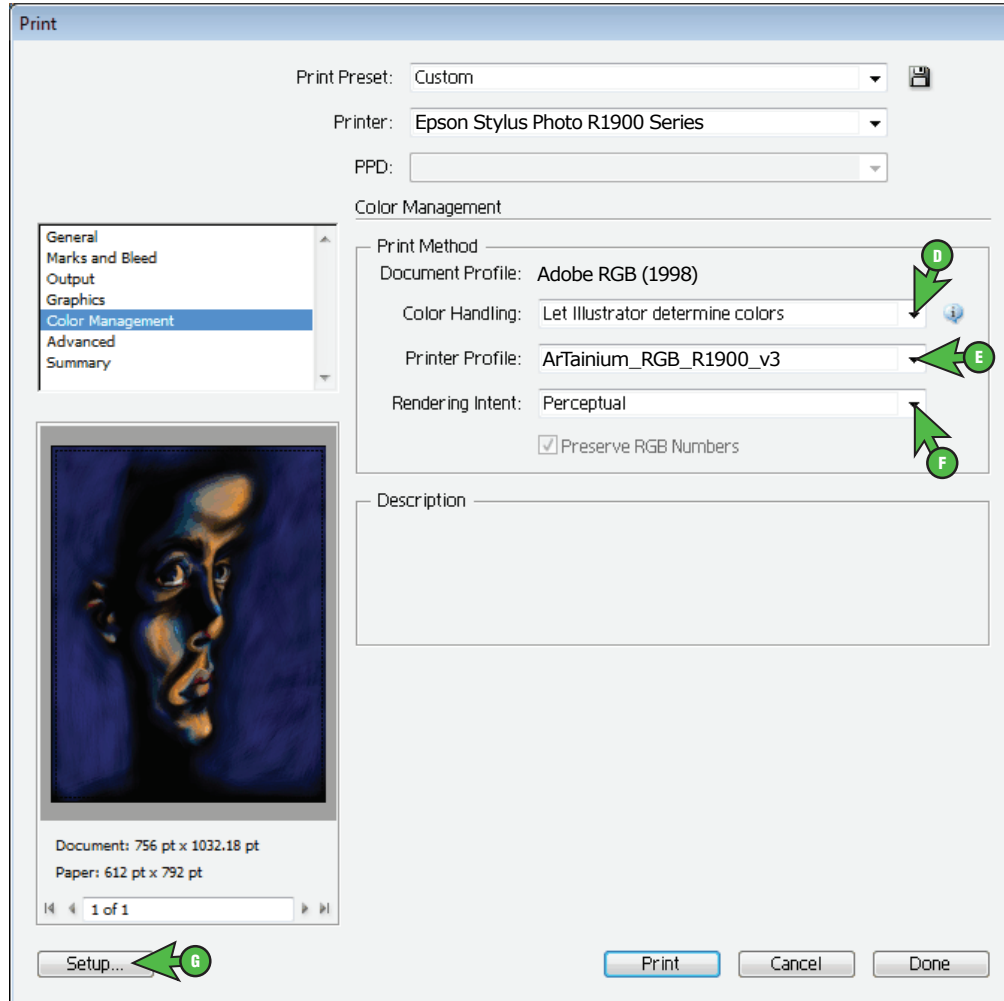 Print
Print Preset: Custom
Printer: Epson Stylus Photo R1900 Series
PPD:
Color Management
General
Marks and Bleed
Output
Graphics
Color Management
Advanced
Summary
Print Method
Document Profile: Adobe RGB (1998)
D
Color Handling: Let Illustrator determine colors
Printer Profile: ArTainium_RGB_R1900_v3
E
Rendering Intent: Perceptual
Preserve RGB Numbers
F
Description
Document: 756 pt x 1032.18 pt
Paper: 612 pt x 792 pt
1 of 1
Setup...
G
Print
Cancel
Done